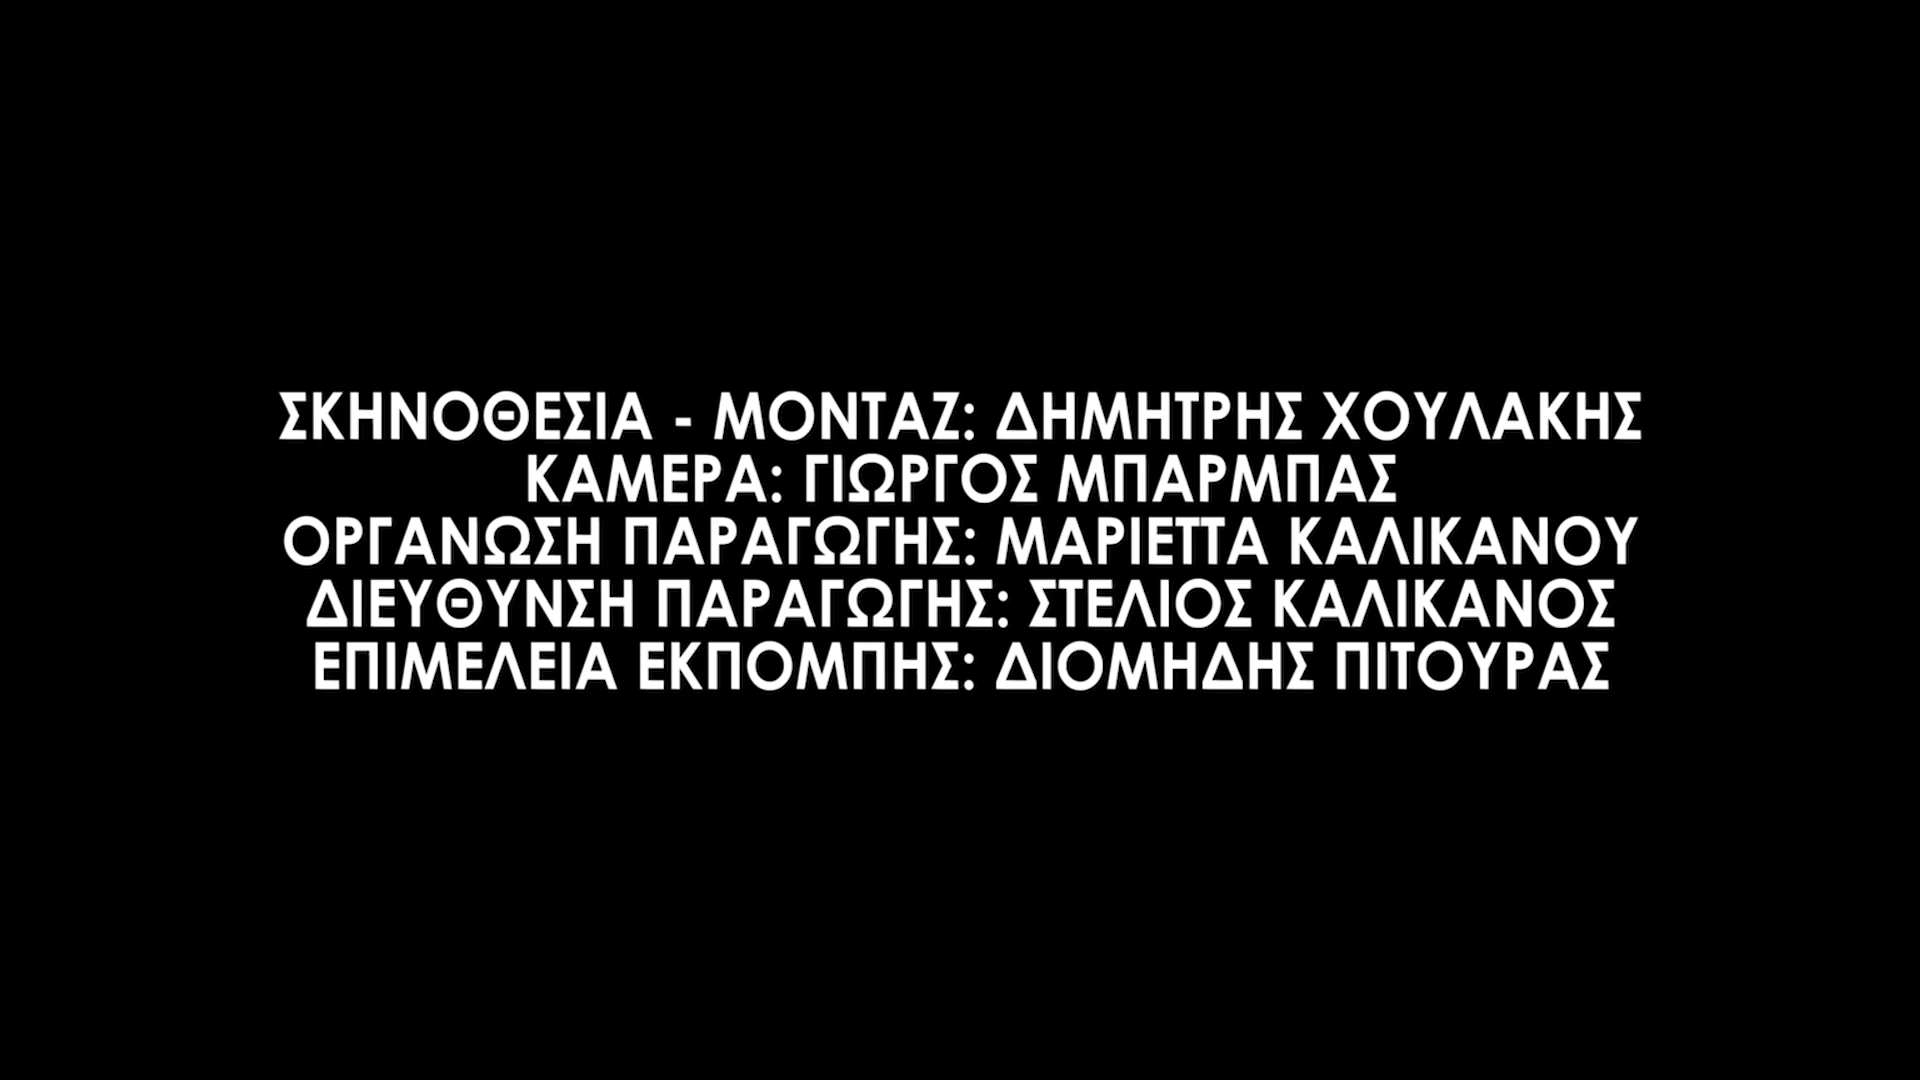 ΣΚΗΝΟΘΕΣΙΑ - ΜΟΝΤΑΖ: ΔΗΜΗΤΡΗΣ ΧΟΥΛΑΚΗΣ
ΚΑΜΕΡΑ: ΓΙΩΡΓΟΣ ΜΠΑΡΜΠΑΣ
ΟΡΓΑΝΩΣΗ ΠΑΡΑΓΩΓΗΣ: ΜΑΡΙΕΤΤΑ ΚΑΛΙΚΑΝΟΥ
ΔΙΕΥΘΥΝΣΗ ΠΑΡΑΓΩΓΗΣ: ΣΤΕΛΙΟΣ ΚΑΛΙΚΑΝΟΣ
ΕΠΙΜΕΛΕΙΑ ΕΚΠΟΜΠΗΣ: ΔΙΟΜΗΔΗΣ ΠΙΤΟΥΡΑΣ